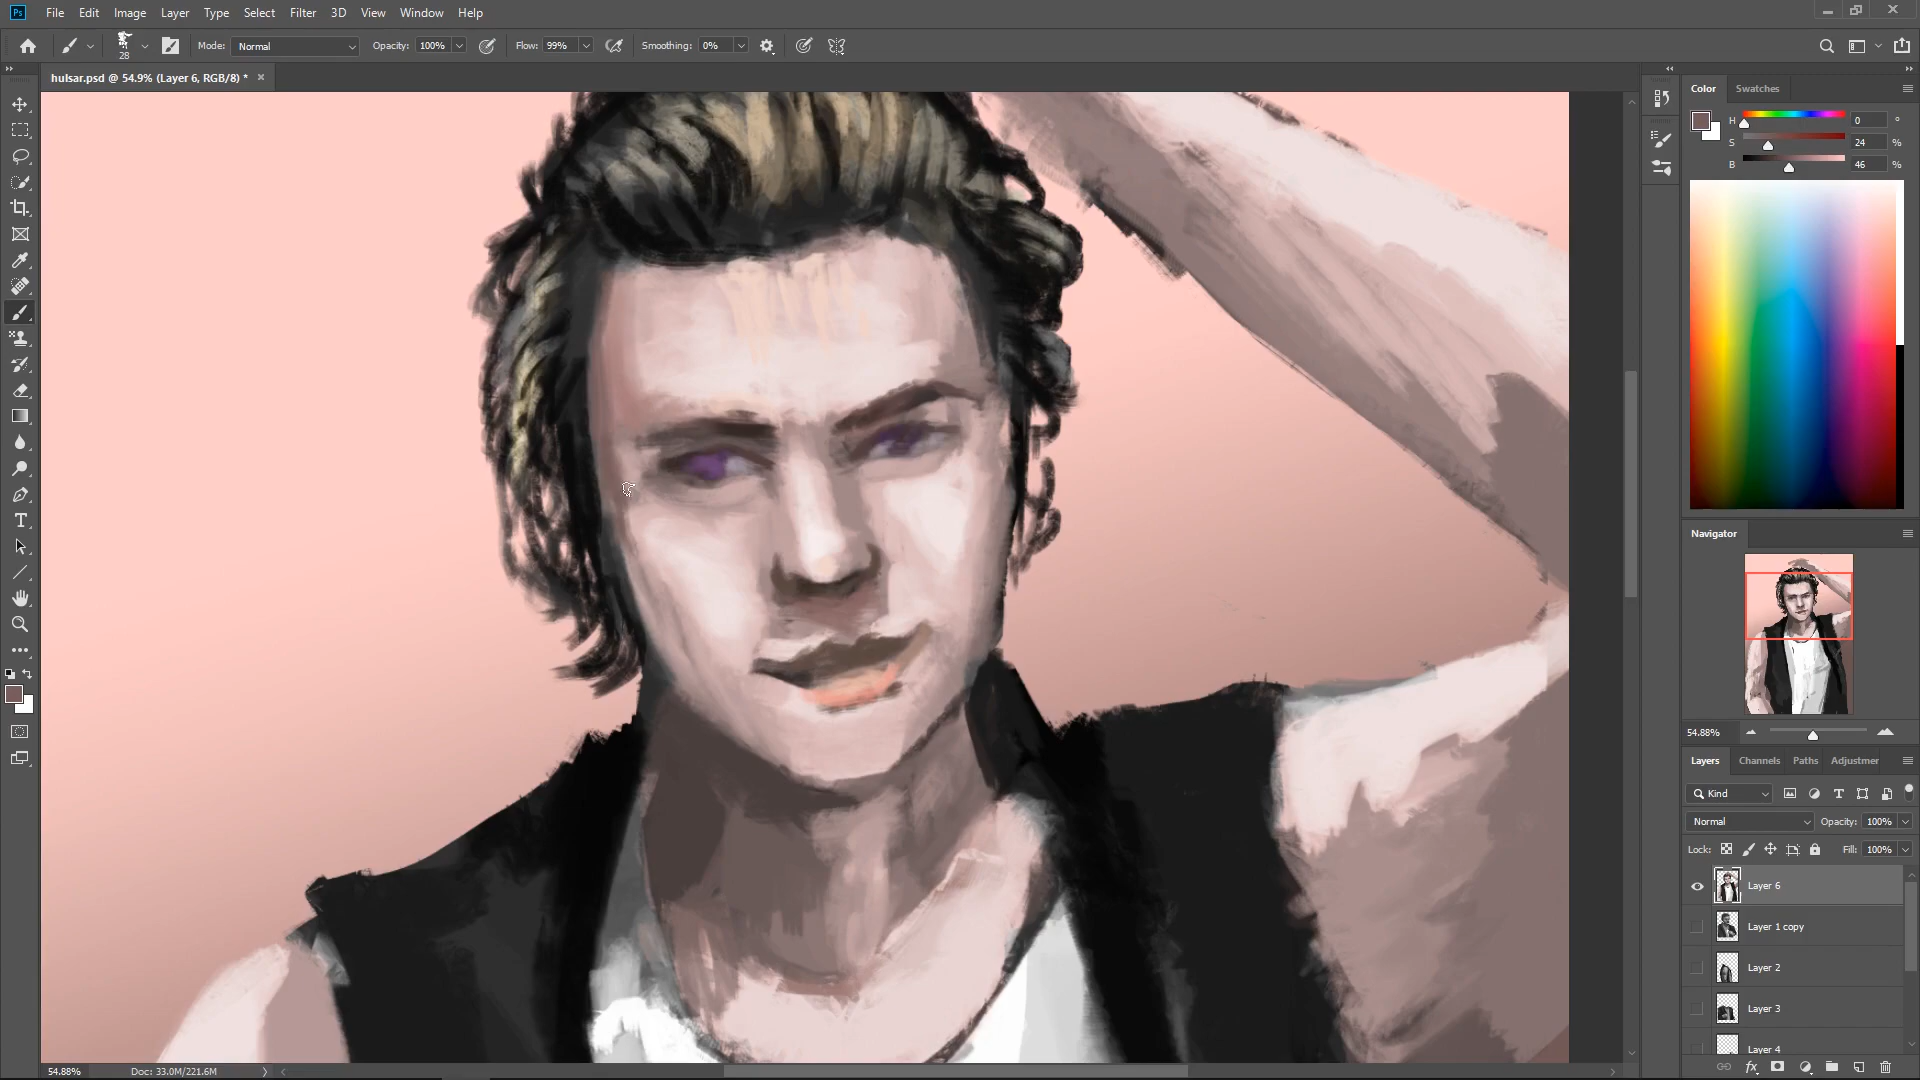 Ps File Edit Image Layer Type Select Filter 3D View Window Help
28 Mode: Normal Opacity: 100% Flow: 99% Smoothing: 0%
hulsar.psd @ 54.9% (Layer 6, RGB/8) * ×
Color Swatches
H 0 °
S 24 %
B 46 %
Navigator
54.88%
Layers Channels Paths Adjustmer
Kind
Normal Opacity: 100%
Lock: Fill: 100%
Layer 6
Layer 1 copy
Layer 2
Layer 3
Layer 4
54.88% Doc: 33.0M/221.6M